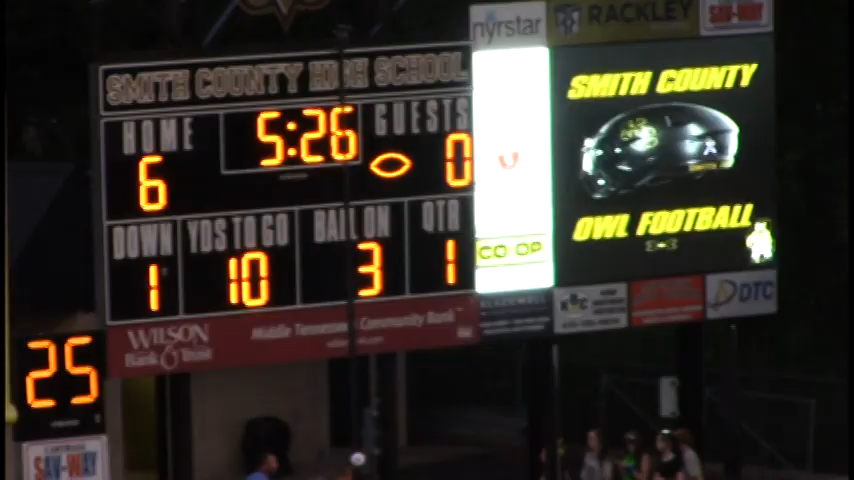 nyrstar
RACKLEY
SAV-WAY
SMITH COUNTY HIGH SCHOOL
HOME
5:26
GUESTS
6
0
DOWN
YDS TO GO
BALL ON
QTR
1
10
3
1
SMITH COUNTY
OWL FOOTBALL
CO-OP
WILSON
Bank & Trust
Middle Tennessee's Community Bank
KBC
DTC
25
SAV-WAY